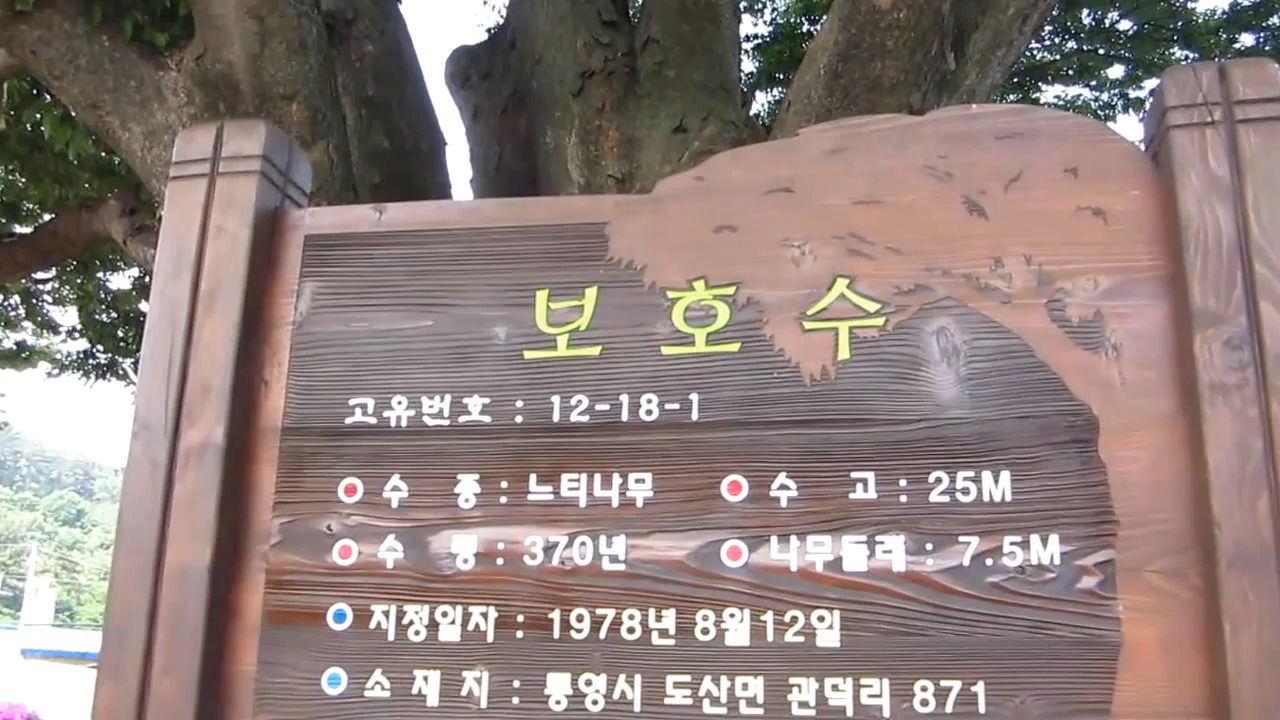 보 호 수
고유번호 : 12-18-1
수 종 : 느티나무 수 고 : 25M
수 령 : 370년 나무둘레 : 7.5M
지정일자 : 1978년 8월12일
소 재 지 : 통영시 도산면 관덕리 871